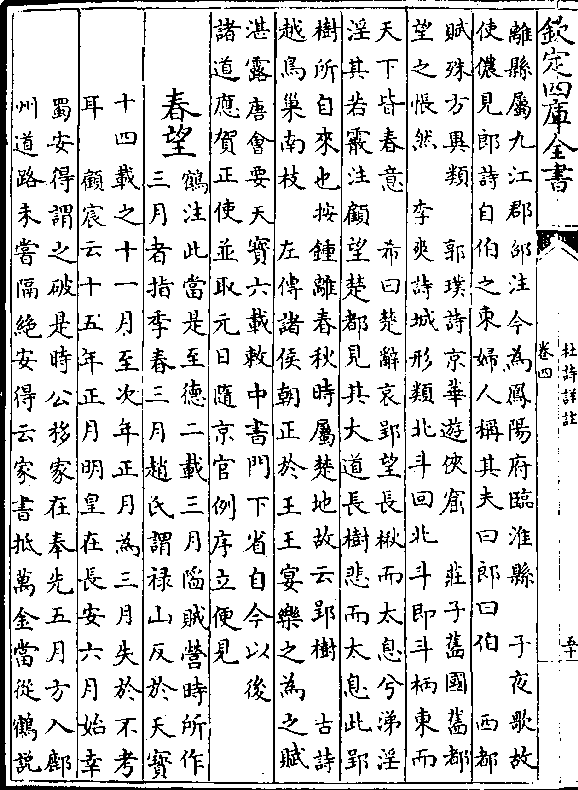 欽定四庫全書
杜詩詳註
卷四
離縣屬九江郡邱注今為鳳陽府臨淮縣　子夜歌故
使儂見郎詩自伯之東婦人稱其夫曰郎曰伯　西都
賦殊方異類　郭璞詩京華遊俠窟　莊子舊國舊都
望之悵然　李爽詩城形類北斗回北斗即斗柄東而
天下皆春意　希曰楚辭哀郢望長楸而太息兮涕淫
淫其若霰注顧望楚都見其大道長樹悲而太息此郢
樹所自來也按鍾離春秋時屬楚地故云郢樹　古詩
越鳥巢南枝　左傳諸侯朝正於王王宴樂之為之賦
湛露唐會要天寶六載敕中書門下省自今以後
諸道應賀正使並取元日隨京官例序立便見
春望
鶴注此當是至德二載三月陷賊營時所作
三月者指季春三月趙氏謂祿山反於天寶
十四載之十一月至次年正月為三月失於不考
耳　顧宸云十五年正月明皇在長安六月始幸
蜀安得謂之破是時公移家在奉先五月方入鄜
州道路未嘗隔絕安得云家書抵萬金當從鶴說